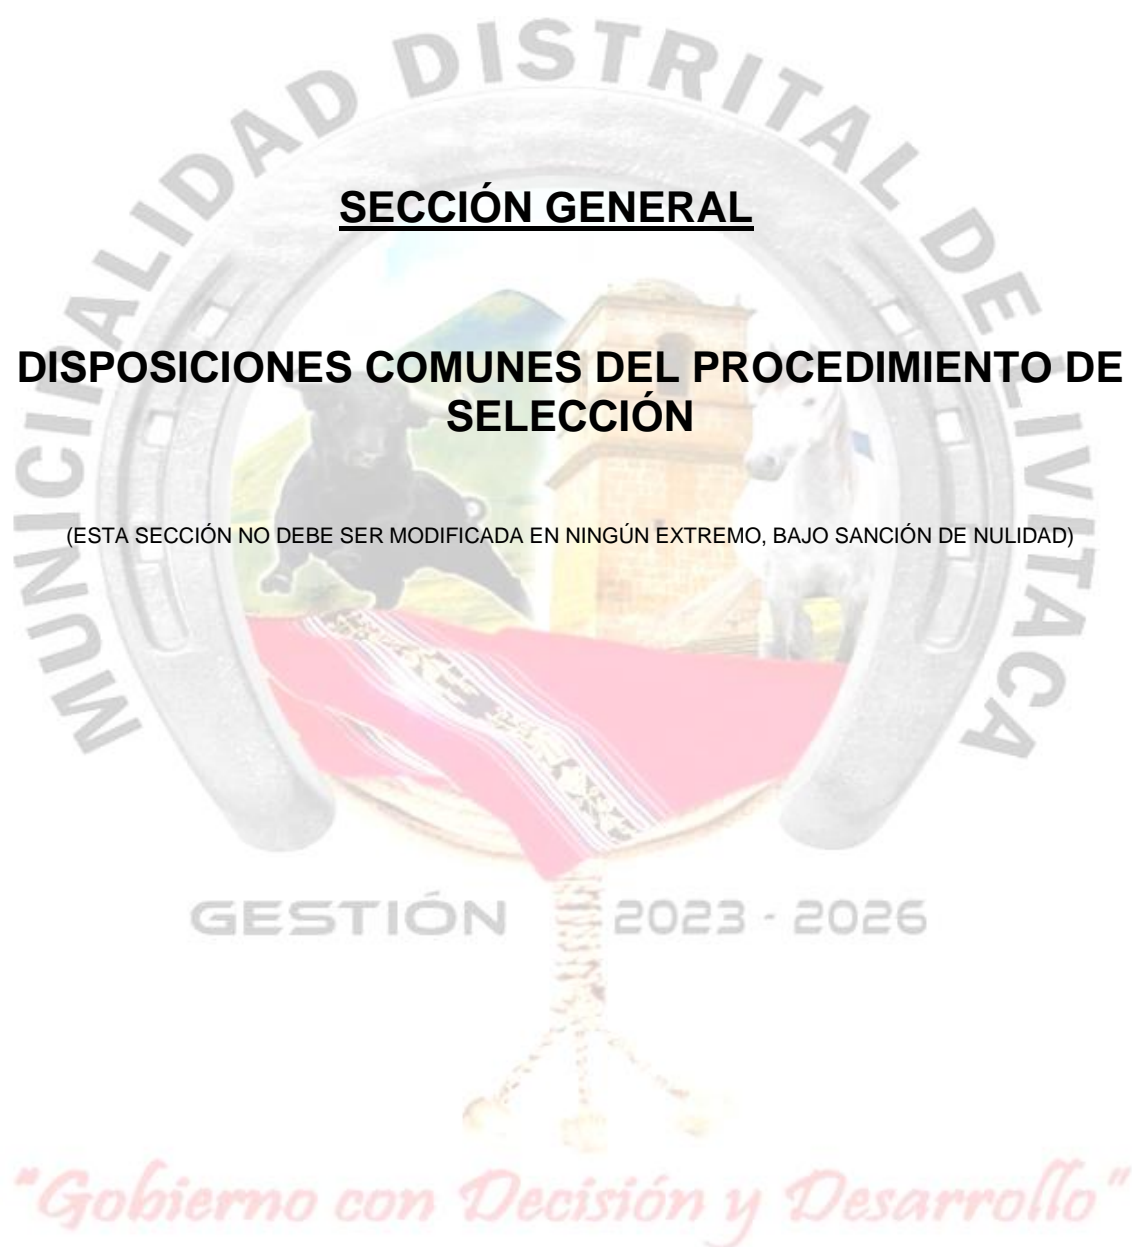 MUNICIPALIDAD DISTRITAL DE LIVITACA
SECCIÓN GENERAL
DISPOSICIONES COMUNES DEL PROCEDIMIENTO DE
SELECCIÓN
(ESTA SECCIÓN NO DEBE SER MODIFICADA EN NINGÚN EXTREMO, BAJO SANCIÓN DE NULIDAD)
GESTIÓN 2023 - 2026
"Gobierno con Decisión y Desarrollo"